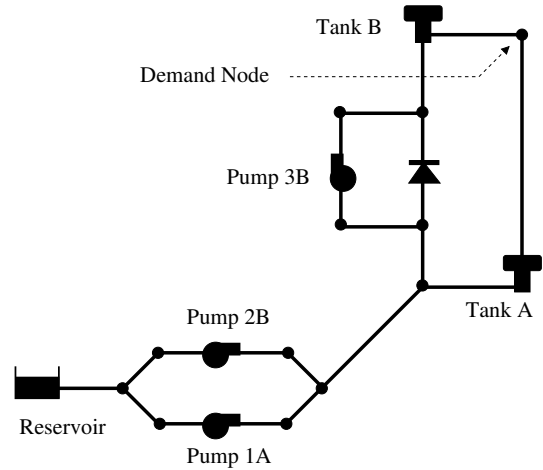 Tank B
Demand Node
Pump 3B
Tank A
Pump 2B
Reservoir
Pump 1A